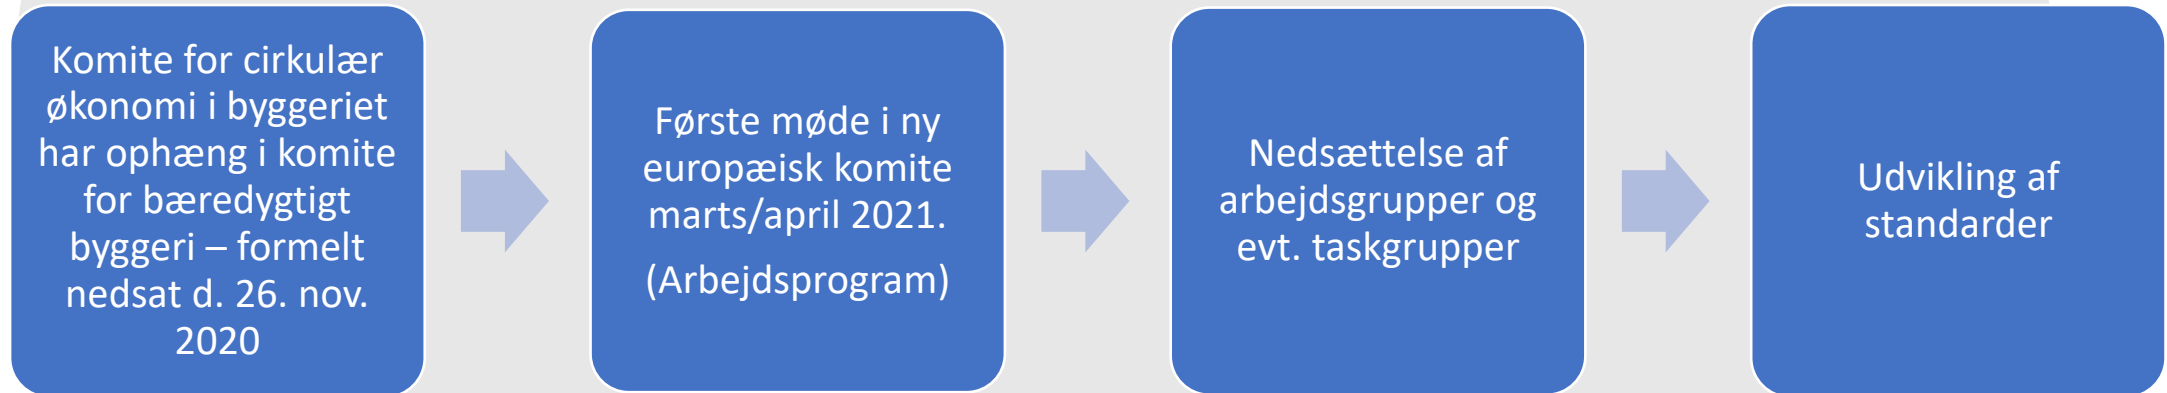 Komite for cirkulær
økonomi i byggeriet
har ophæng i komite
for bæredygtigt
byggeri – formelt
nedsat d. 26. nov.
2020
Første møde i ny
europæisk komite
marts/april 2021.
(Arbejdsprogram)
Nedsættelse af
arbejdsgrupper og
evt. taskgrupper
Udvikling af
standarder